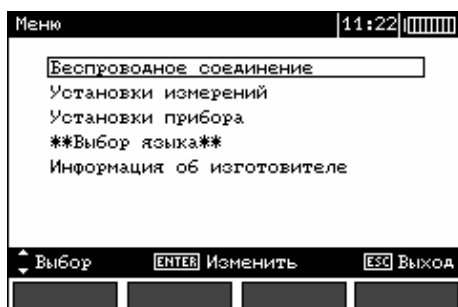 Меню 11:22
Беспроводное соединение
Установки измерений
Установки прибора
**Выбор языка**
Информация об изготовителе
Выбор ENTER Изменить ESC Выход